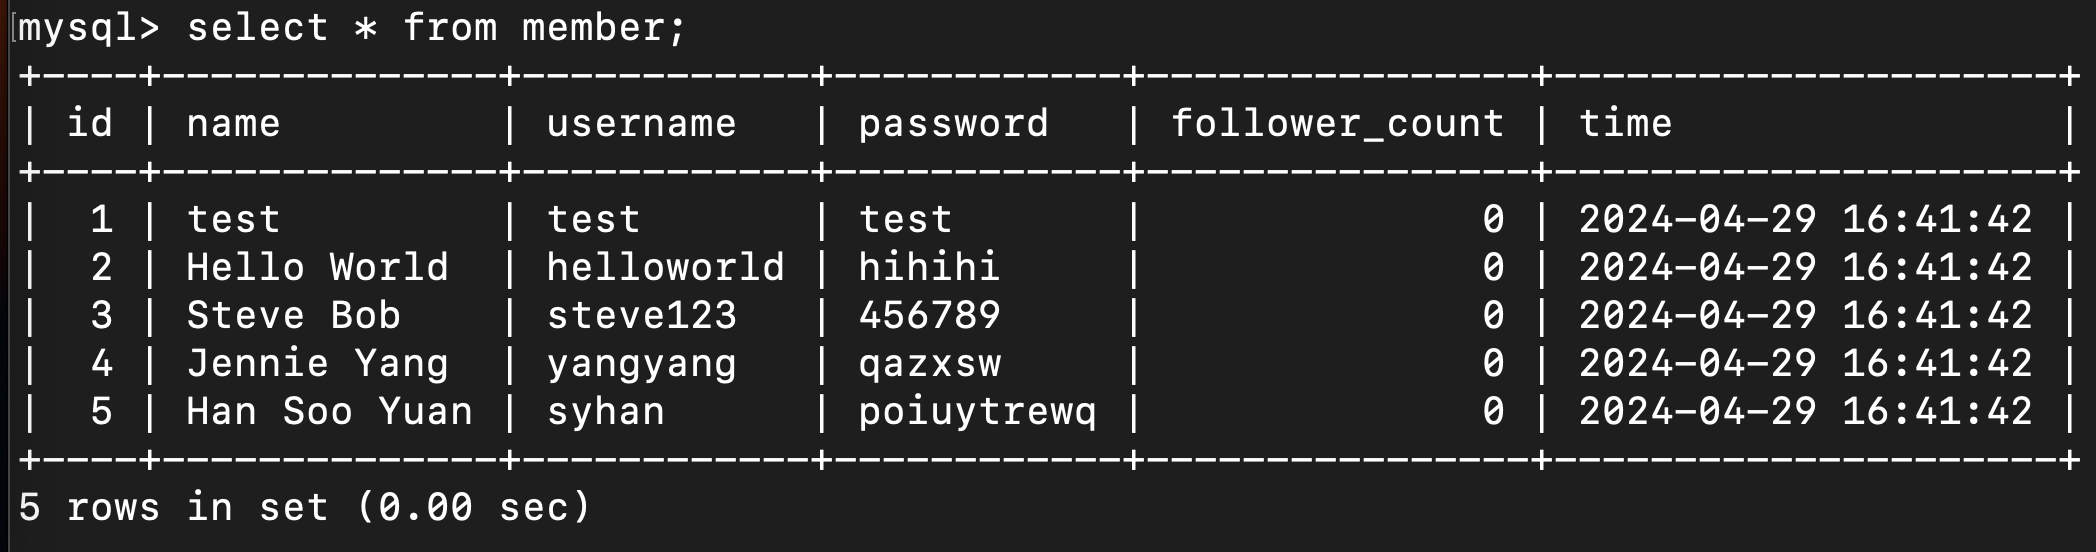 mysql> select * from member;
+----+--------------+------------+------------+----------------+---------------------+
| id | name         | username   | password   | follower_count | time                |
+----+--------------+------------+------------+----------------+---------------------+
|  1 | test         | test       | test       |              0 | 2024-04-29 16:41:42 |
|  2 | Hello World  | helloworld | hihihi     |              0 | 2024-04-29 16:41:42 |
|  3 | Steve Bob    | steve123   | 456789     |              0 | 2024-04-29 16:41:42 |
|  4 | Jennie Yang  | yangyang   | qazxsw     |              0 | 2024-04-29 16:41:42 |
|  5 | Han Soo Yuan | syhan      | poiuytrewq |              0 | 2024-04-29 16:41:42 |
+----+--------------+------------+------------+----------------+---------------------+
5 rows in set (0.00 sec)